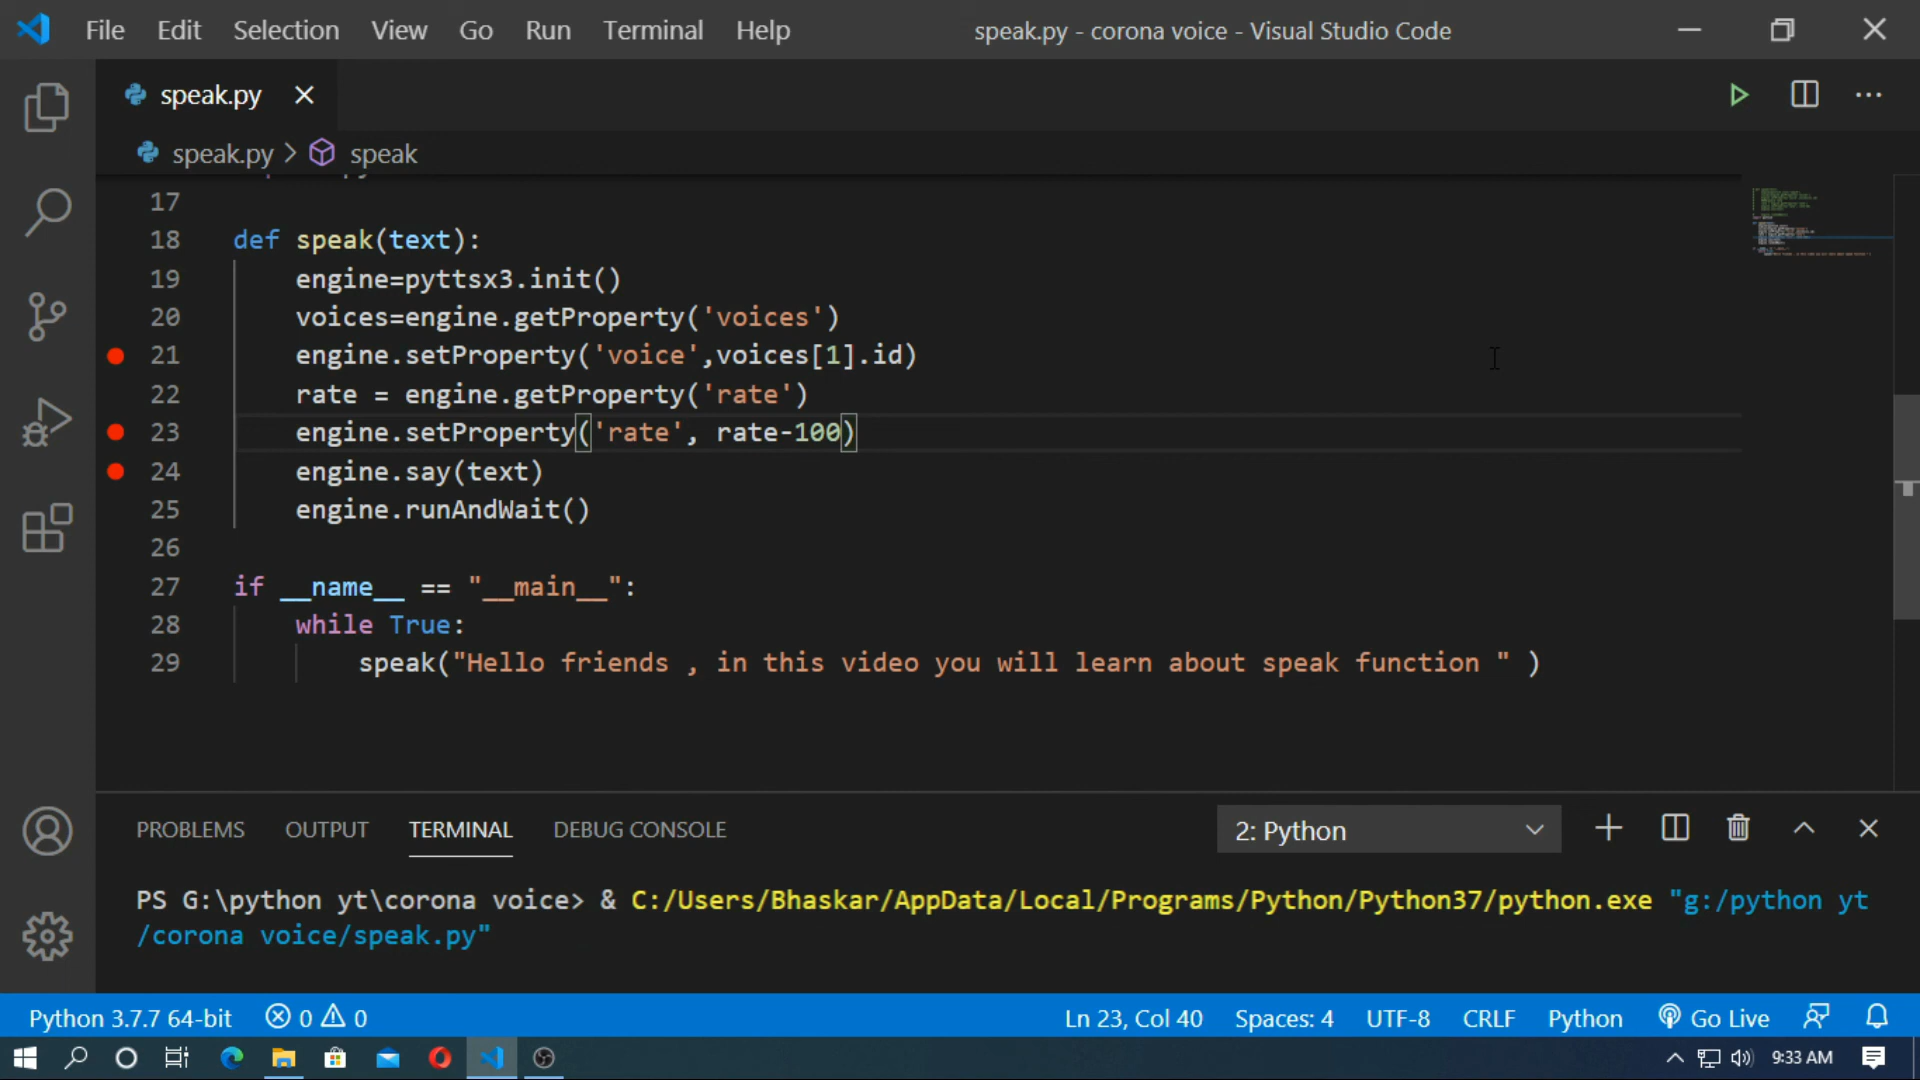 File Edit Selection View Go Run Terminal Help speak.py - corona voice - Visual Studio Code
speak.py
speak.py > speak
17
18 def speak(text):
19 engine=pyttsx3.init()
20 voices=engine.getProperty('voices')
21 engine.setProperty('voice',voices[1].id)
22 rate = engine.getProperty('rate')
23 engine.setProperty('rate', rate-100)
24 engine.say(text)
25 engine.runAndWait()
26
27 if __name__ == "__main__":
28 while True:
29 speak("Hello friends , in this video you will learn about speak function " )
PROBLEMS OUTPUT TERMINAL DEBUG CONSOLE 2: Python
PS G:\python yt\corona voice> & C:/Users/Bhaskar/AppData/Local/Programs/Python/Python37/python.exe "g:/python yt
/corona voice/speak.py"
Python 3.7.7 64-bit 0 0 Ln 23, Col 40 Spaces: 4 UTF-8 CRLF Python Go Live
9:33 AM